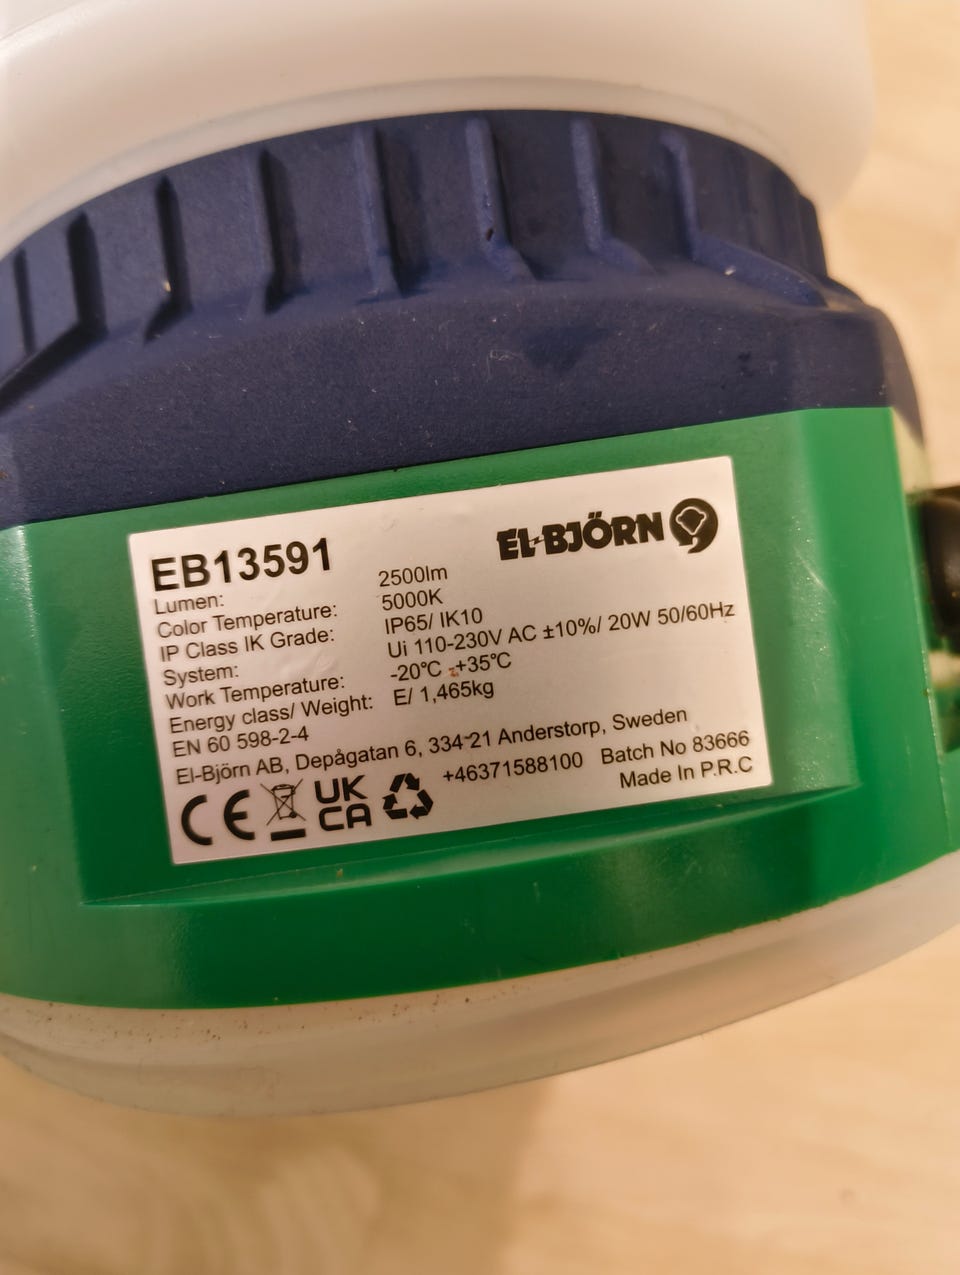 EB13591
EL-BJÖRN
Lumen: 2500lm
Color Temperature: 5000K
IP Class IK Grade: IP65/ IK10
System: Ui 110-230V AC ±10%/ 20W 50/60Hz
Work Temperature: -20℃ -+35℃
Energy class/ Weight: E/ 1,465kg
EN 60 598-2-4
El-Björn AB, Depågatan 6, 334 21 Anderstorp, Sweden
CE UK CA +46371588100 Batch No 83666
Made In P.R.C